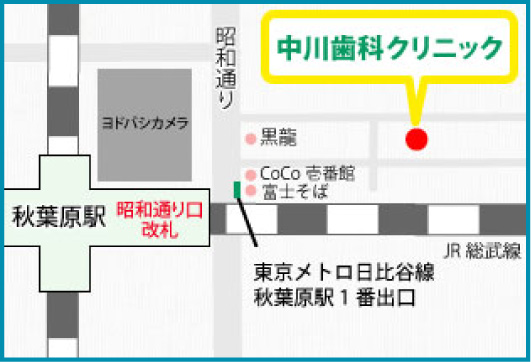 中川歯科クリニック
昭和通り
ヨドバシカメラ
黒龍
CoCo 壱番館
富士そば
秋葉原駅
昭和通り口
改札
JR 総武線
東京メトロ日比谷線
秋葉原駅 1 番出口